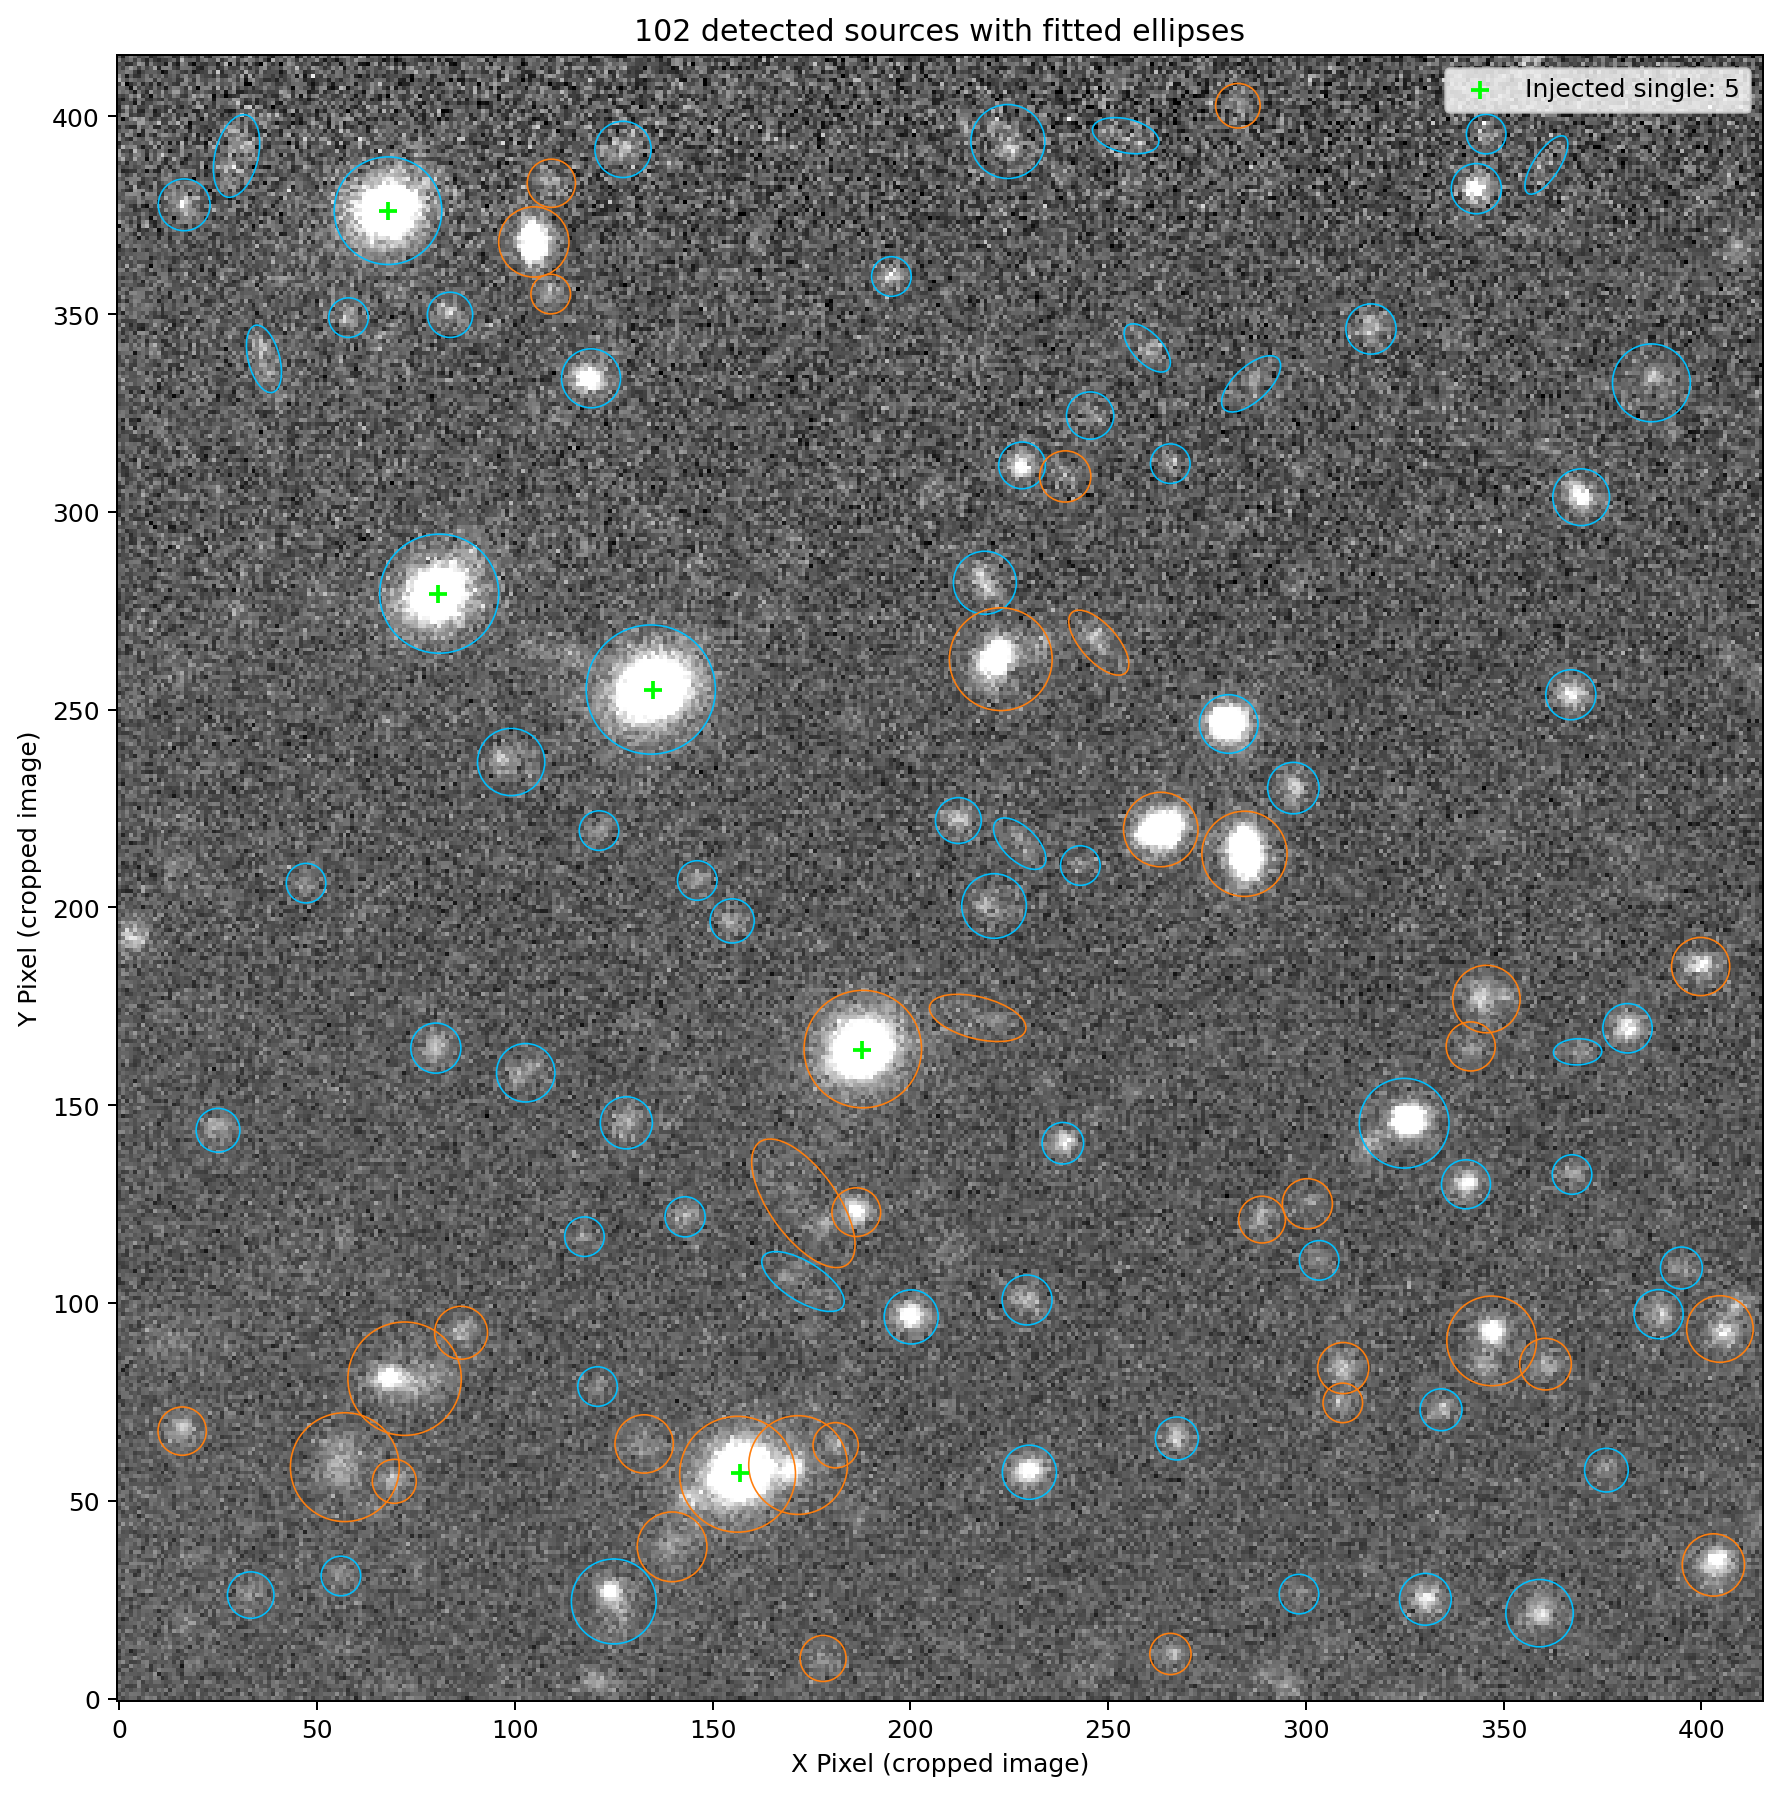 102 detected sources with fitted ellipses
Injected single: 5
400
350
300
250
200
150
100
50
0
Y Pixel (cropped image)
0 50 100 150 200 250 300 350 400
X Pixel (cropped image)